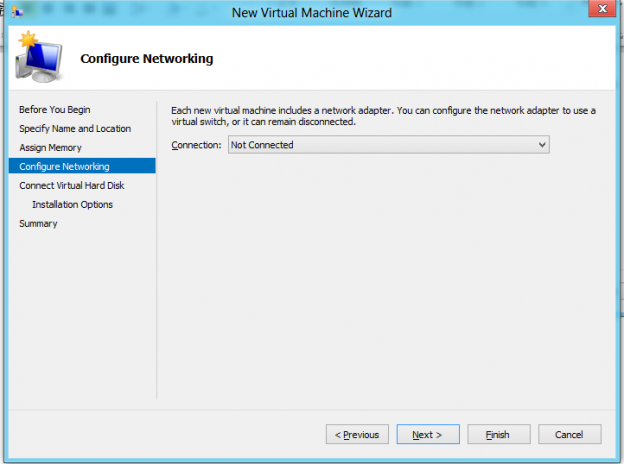 New Virtual Machine Wizard
x
Configure Networking
Before You Begin
Specify Name and Location
Assign Memory
Configure Networking
Connect Virtual Hard Disk
Installation Options
Summary
Each new virtual machine includes a network adapter. You can configure the network adapter to use a
virtual switch, or it can remain disconnected.
Connection: Not Connected
< Previous Next > Finish Cancel